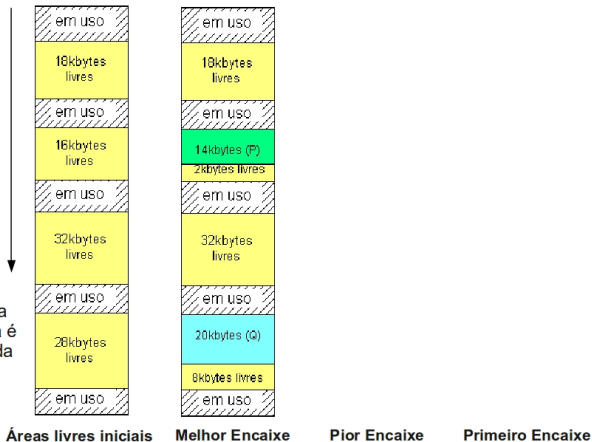 em uso
18kbytes
livres
em uso
16kbytes
livres
em uso
32kbytes
livres
em uso
28kbytes
livres
em uso
a
é
da
Áreas livres iniciais
em uso
18kbytes
livres
em uso
14kbytes (P)
2kbytes livres
em uso
32kbytes
livres
em uso
20kbytes (Q)
8kbytes livres
em uso
Melhor Encaixe
Pior Encaixe
Primeiro Encaixe